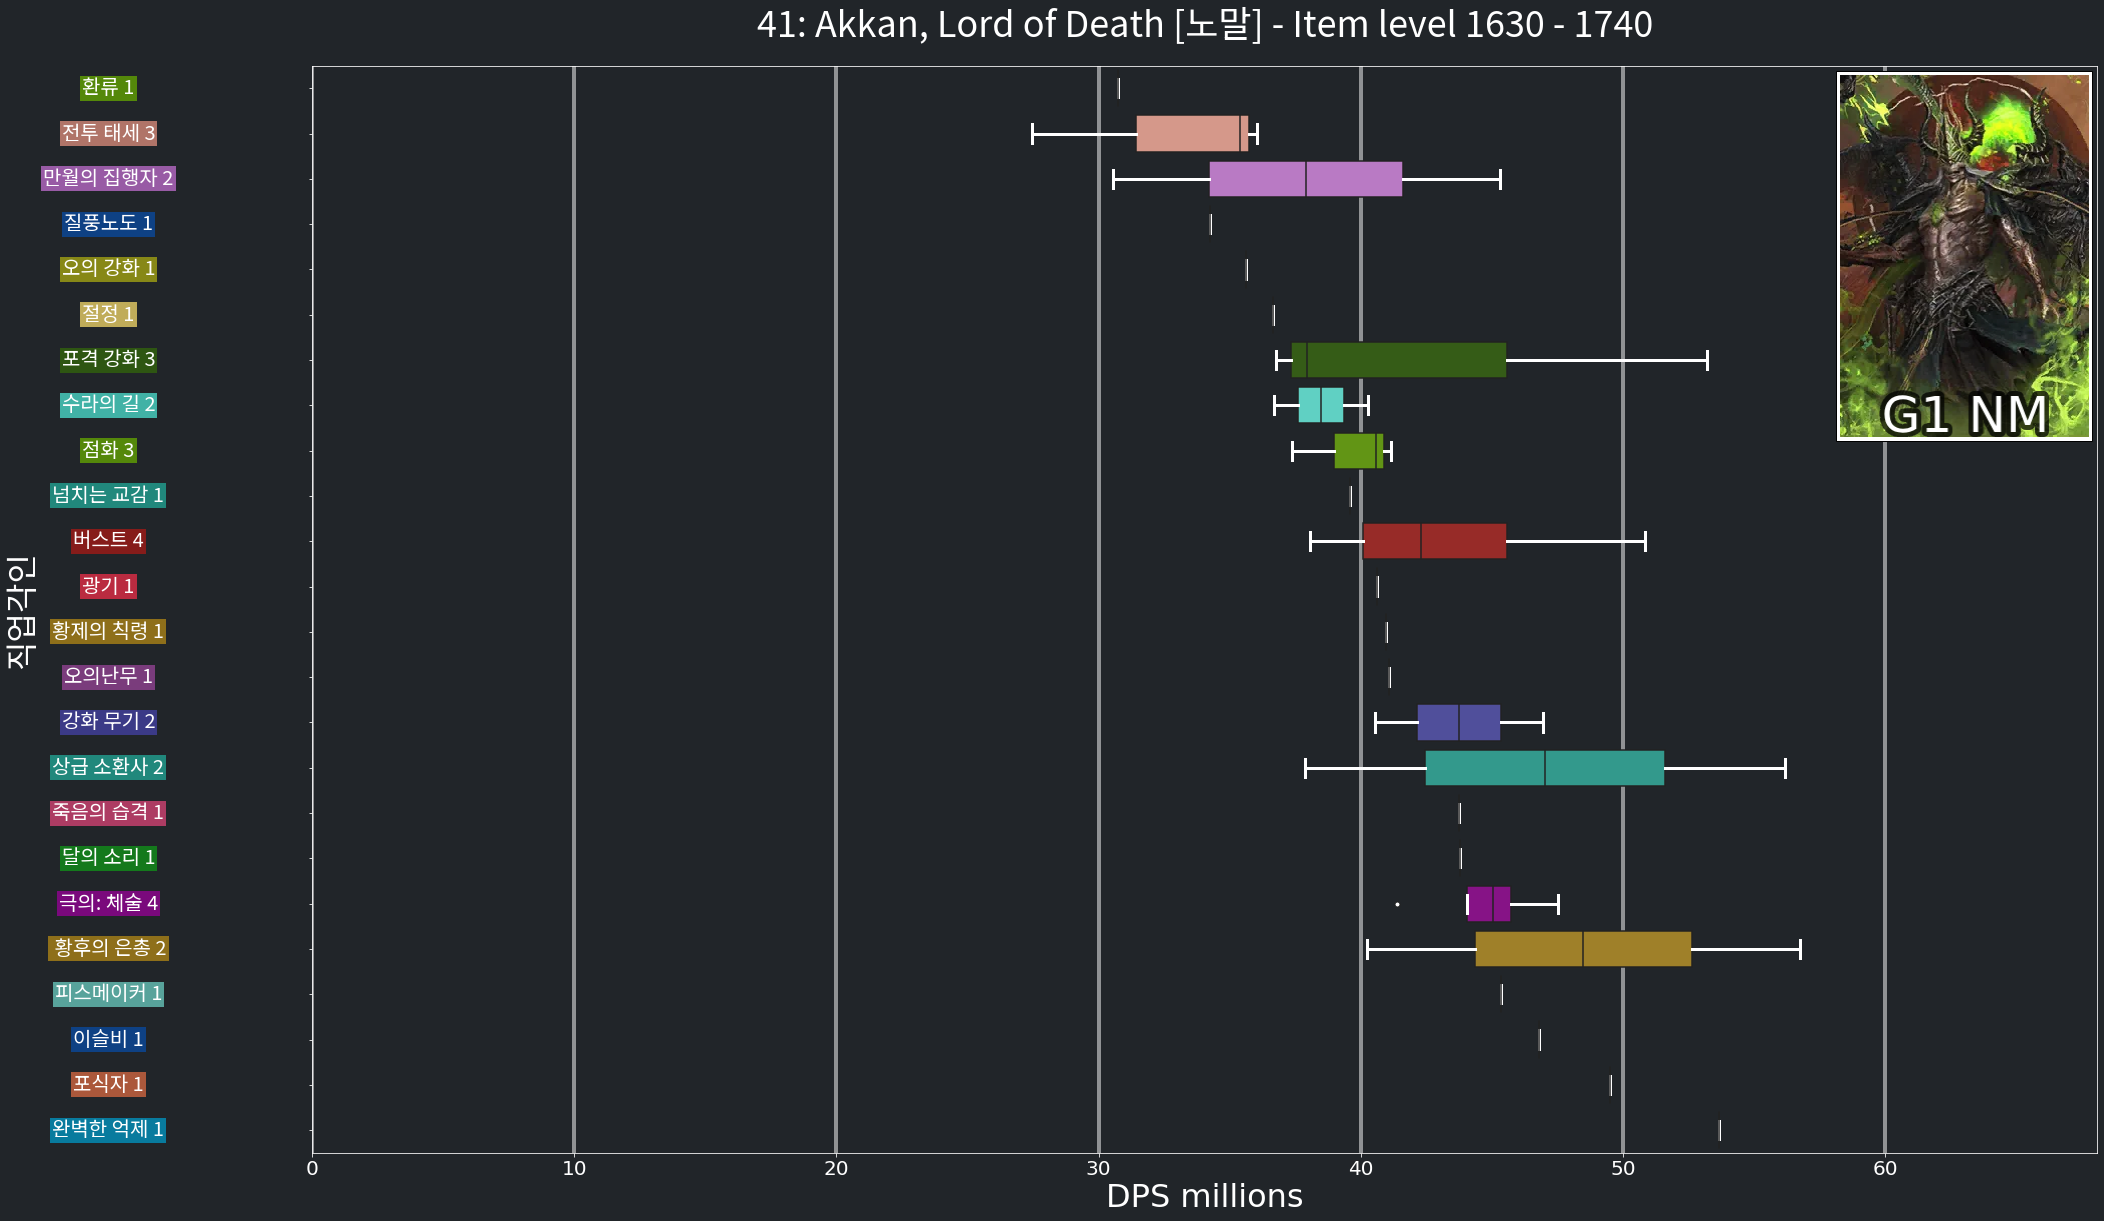 41: Akkan, Lord of Death [노말] - Item level 1630 - 1740
환류 1
전투 태세 3
만월의 집행자 2
질풍노도 1
오의 강화 1
절정 1
포격 강화 3
수라의 길 2
점화 3
넘치는 교감 1
버스트 4
광기 1
황제의 칙령 1
오의난무 1
강화 무기 2
상급 소환사 2
죽음의 습격 1
달의 소리 1
극의: 체술 4
황후의 은총 2
피스메이커 1
이슬비 1
포식자 1
완벽한 억제 1
직업각인
G1 NM
0 10 20 30 40 50 60
DPS millions